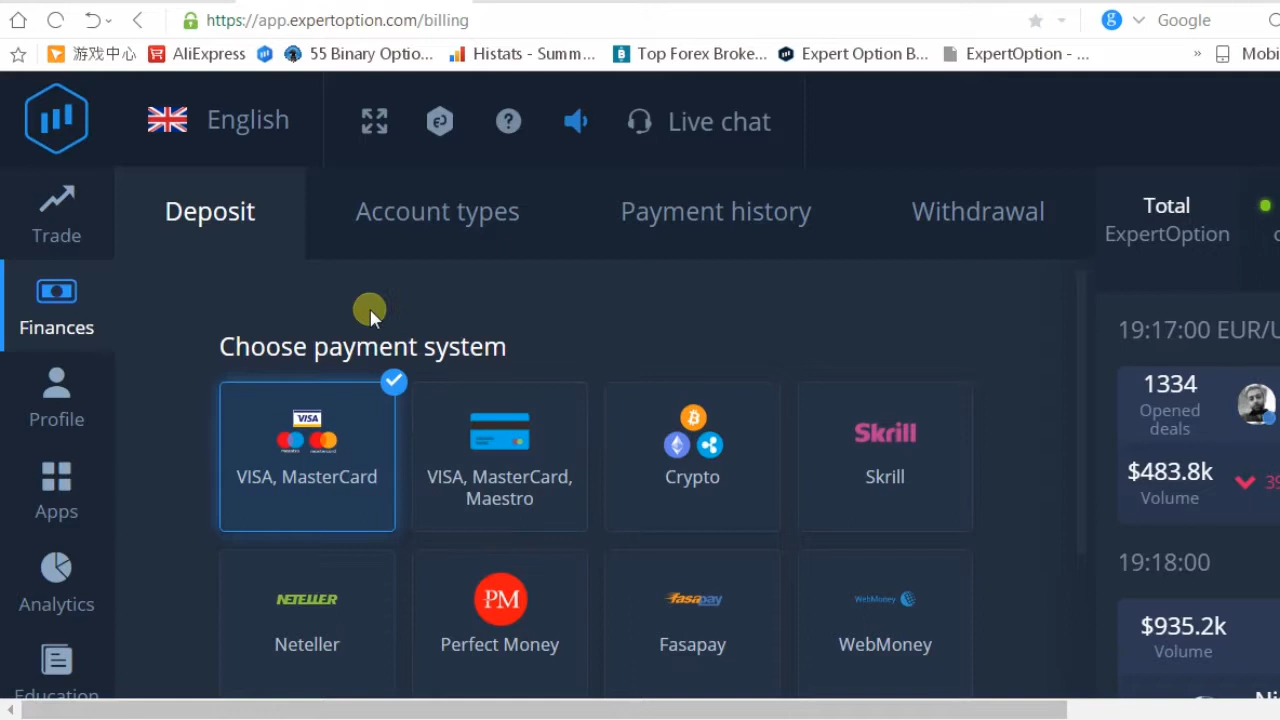 https://app.expertoption.com/billing
Google
游戏中心
AliExpress
55 Binary Optio...
Histats - Summ...
Top Forex Broke...
Expert Option B...
ExpertOption - ...
»
Mobi
English
Live chat
Trade
Finances
Profile
Apps
Analytics
Education
Deposit
Account types
Payment history
Withdrawal
Choose payment system
VISA
VISA, MasterCard
VISA, MasterCard,
Maestro
Crypto
Skrill
Skrill
NETELLER
Neteller
PM
Perfect Money
fasapay
Fasapay
WebMoney
WebMoney
Total
ExpertOption
19:17:00 EUR/U
1334
Opened
deals
$483.8k
Volume
39
19:18:00
$935.2k
Volume
Ni